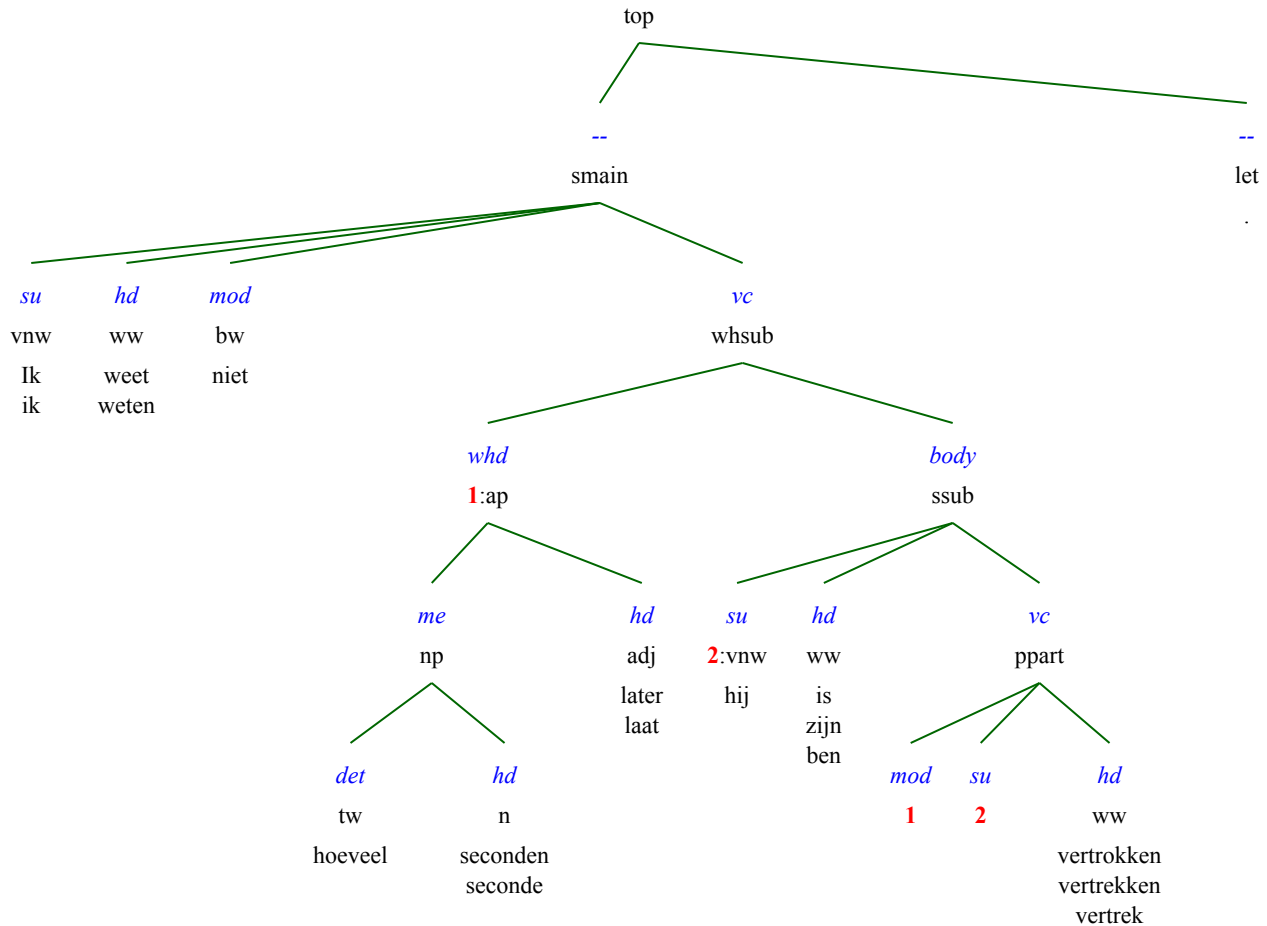 top
-- --
smain let
.
su hd mod vc
vnw ww bw whsub
Ik weet niet
ik weten
whd body
1:ap ssub
me hd su hd vc
np adj 2:vnw ww ppart
later hij is
laat zijn
ben
det hd mod su hd
tw n 1 2 ww
hoeveel seconden vertrokken
seconde vertrekken
vertrek